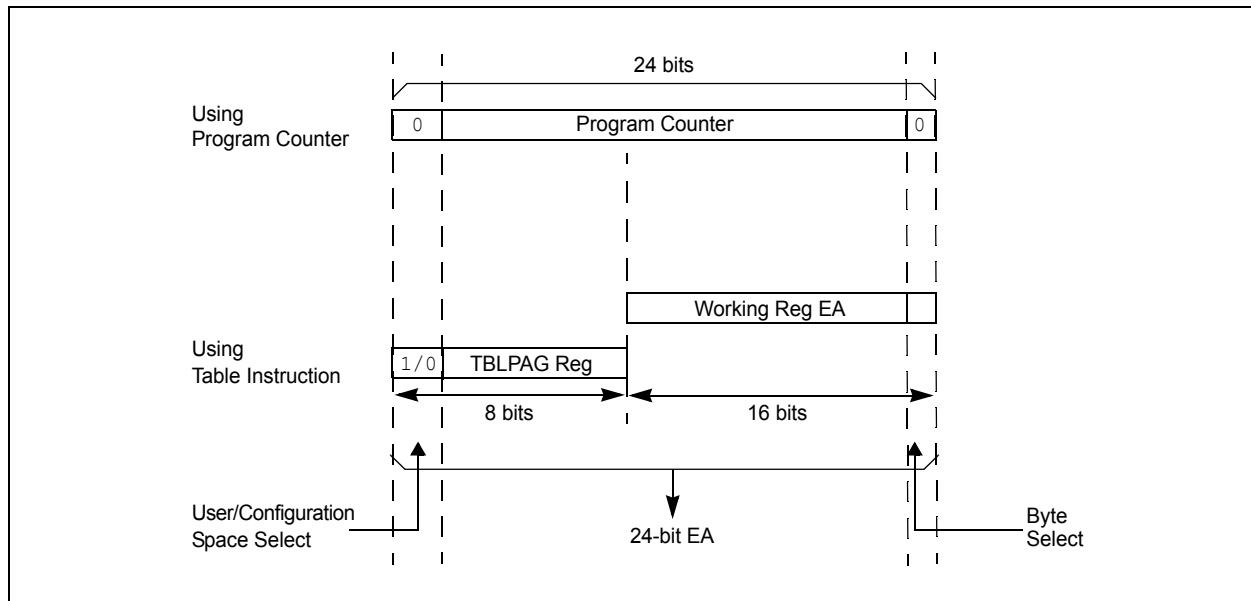 24 bits
Using
Program Counter
0
Program Counter
0
Working Reg EA
Using
Table Instruction
1/0
TBLPAG Reg
8 bits
16 bits
User/Configuration
Space Select
24-bit EA
Byte
Select